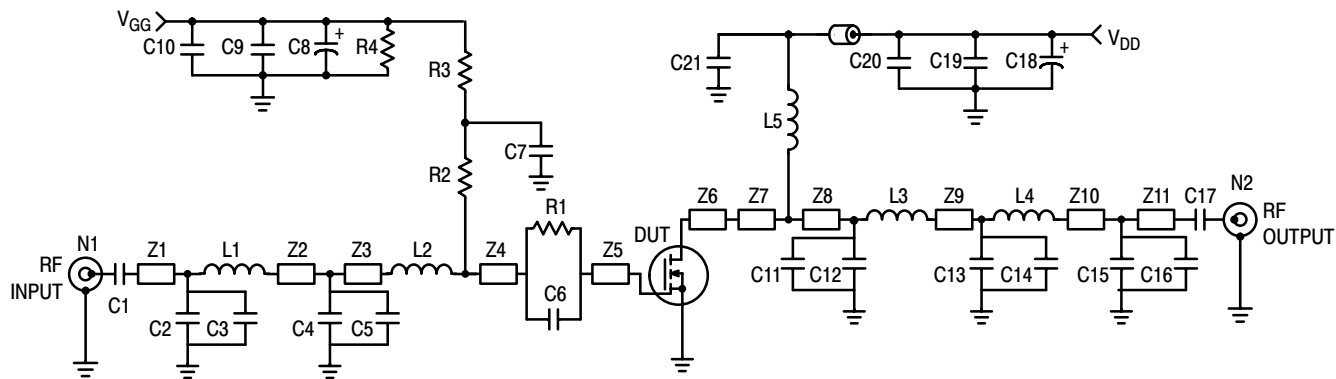 VGG
C10
C9
C8
+
R4
R3
C7
R2
C21
L5
C20
C19
C18
+
VDD
N1
RF
INPUT
C1
Z1
L1
Z2
Z3
L2
Z4
R1
C6
Z5
DUT
C2
C3
C4
C5
Z6
Z7
Z8
L3
Z9
L4
Z10
Z11
C17
N2
RF
OUTPUT
C11
C12
C13
C14
C15
C16